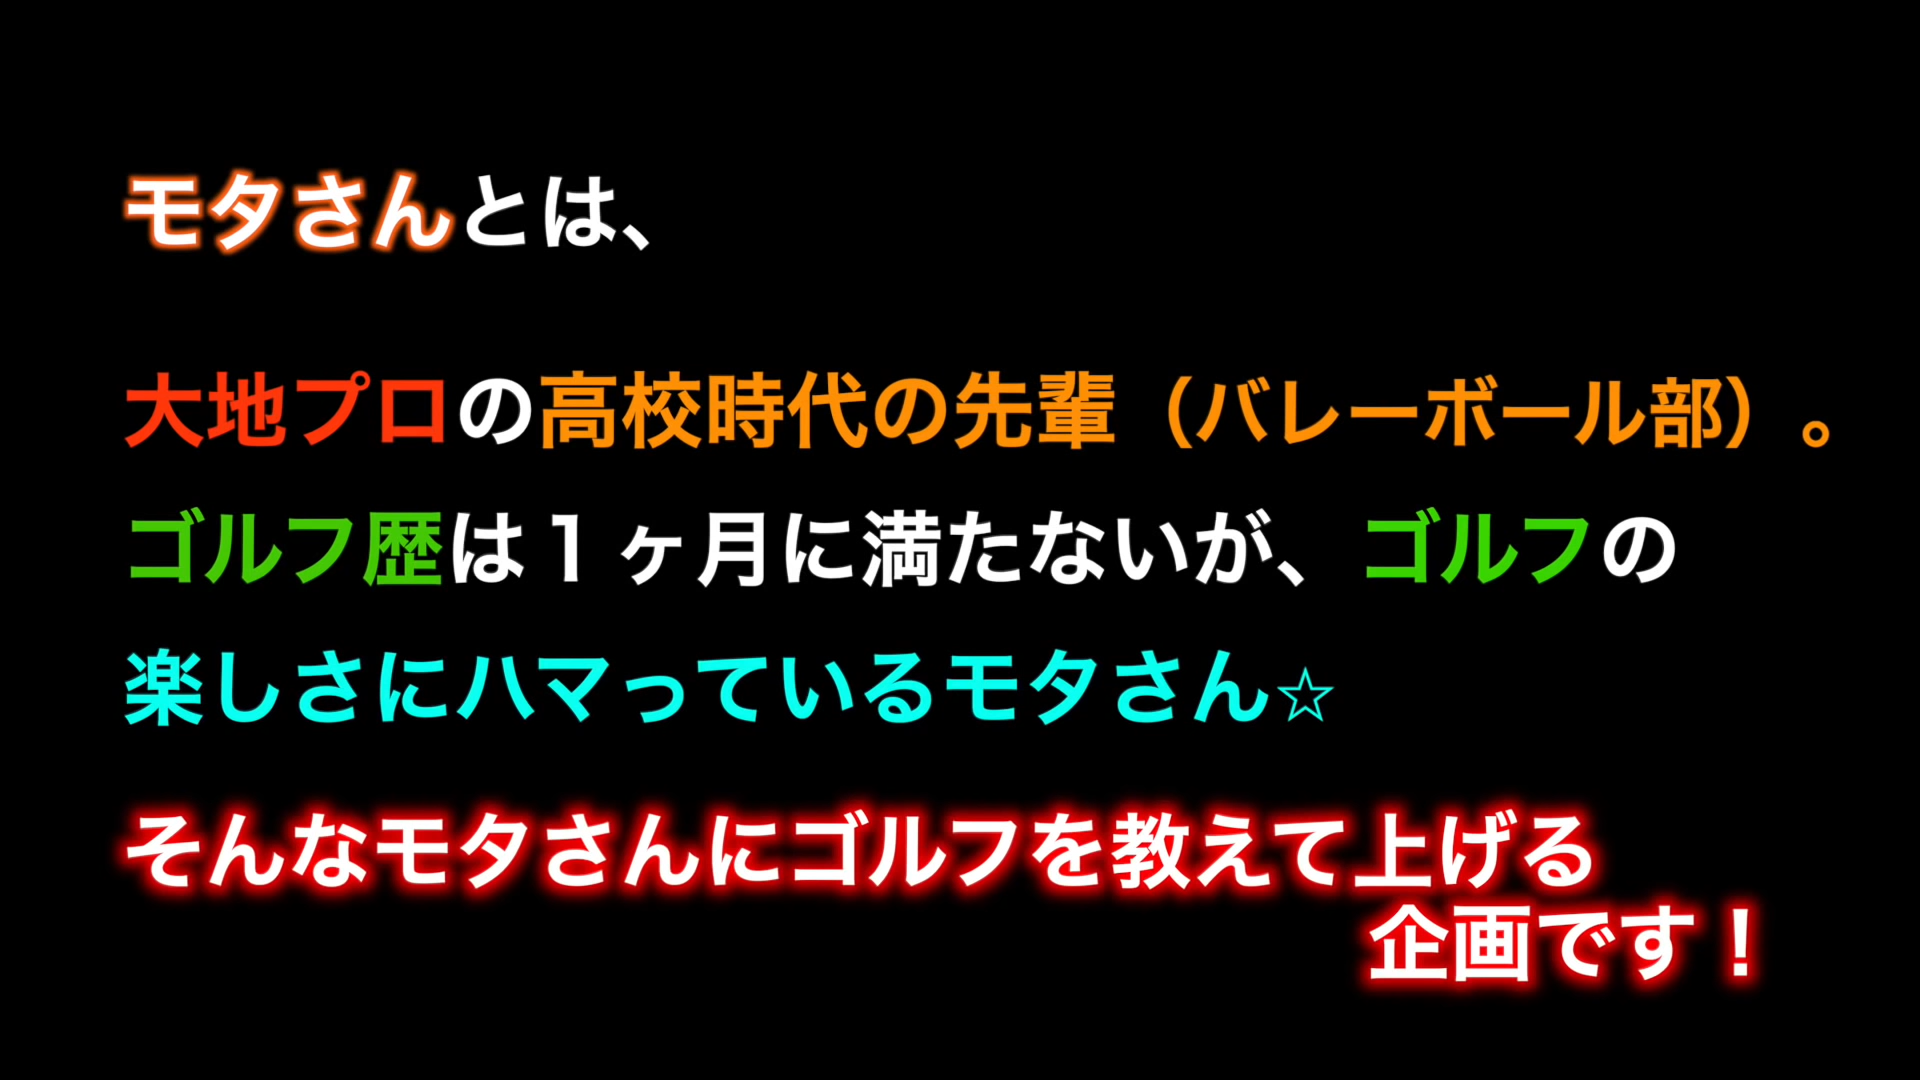 モタさんとは、
大地プロの高校時代の先輩（バレーボール部）。
ゴルフ歴は１ヶ月に満たないが、ゴルフの
楽しさにハマっているモタさん☆
そんなモタさんにゴルフを教えて上げる
企画です！